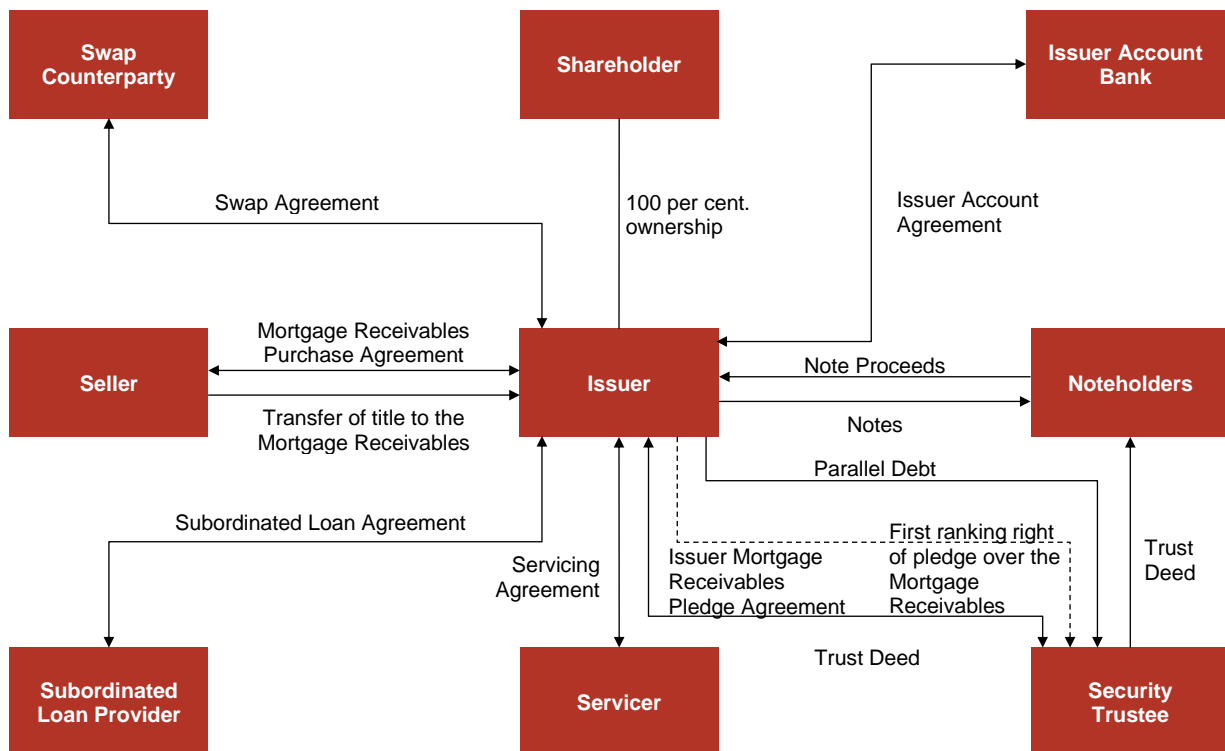 Swap
Counterparty
Shareholder
Issuer Account
Bank
Swap Agreement
100 per cent.
ownership
Issuer Account
Agreement
Seller
Mortgage Receivables
Purchase Agreement
Transfer of title to the
Mortgage Receivables
Issuer
Note Proceeds
Notes
Noteholders
Parallel Debt
Subordinated Loan Agreement
Servicing
Agreement
Issuer Mortgage
Receivables
Pledge Agreement
First ranking right
of pledge over the
Mortgage
Receivables
Trust
Deed
Trust Deed
Subordinated
Loan Provider
Servicer
Security
Trustee